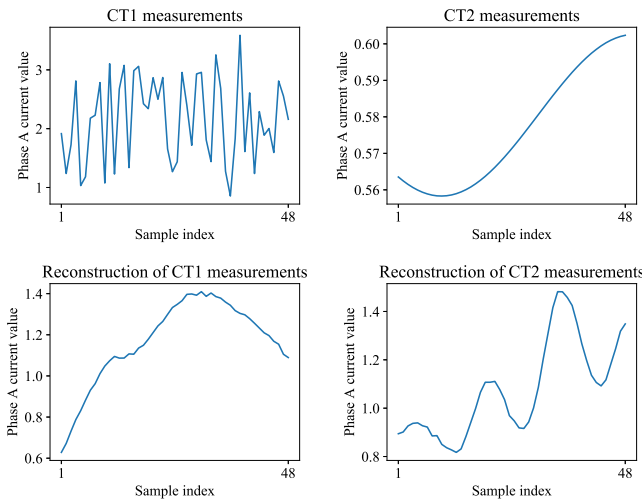 CT1 measurements
Phase A current value
3
2
1
1
48
Sample index
CT2 measurements
Phase A current value
0.60
0.59
0.58
0.57
0.56
1
48
Sample index
Reconstruction of CT1 measurements
Phase A current value
1.4
1.2
1.0
0.8
0.6
1
48
Sample index
Reconstruction of CT2 measurements
Phase A current value
1.4
1.2
1.0
0.8
1
48
Sample index